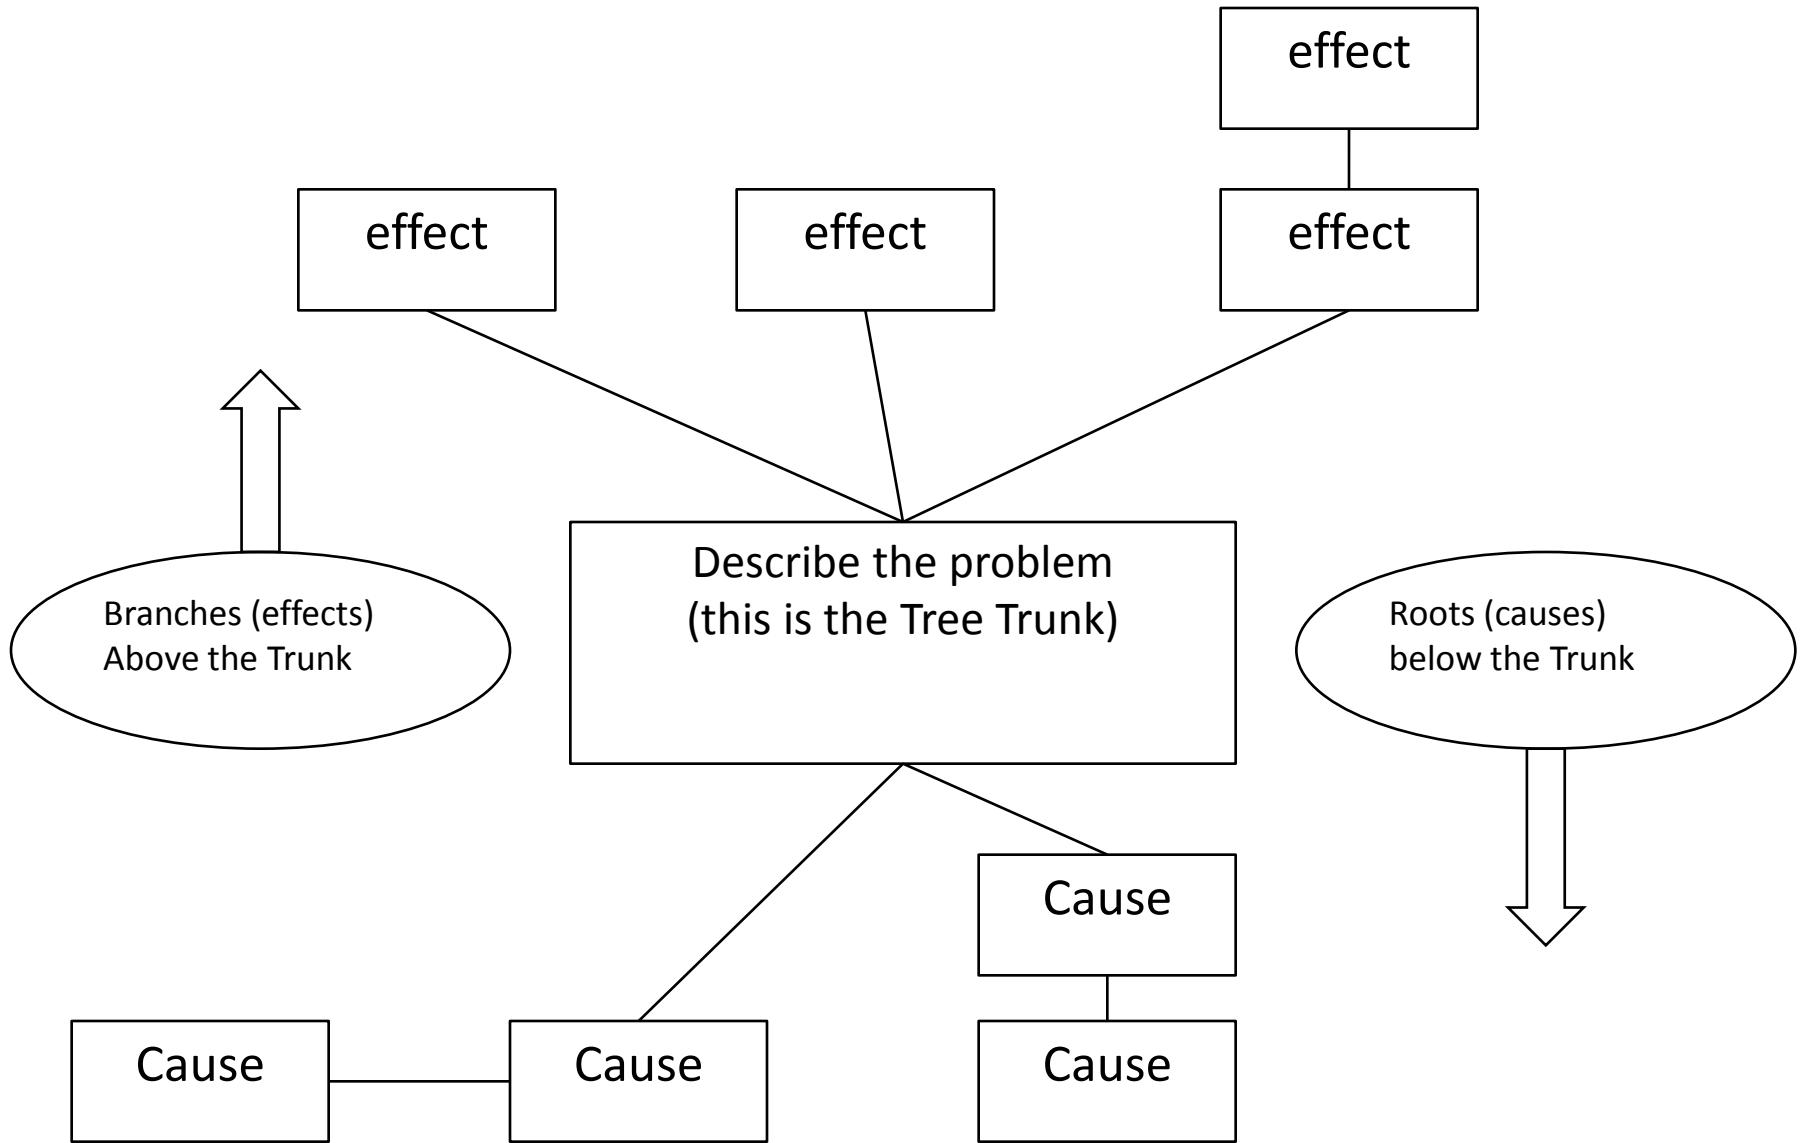 effect
effect
effect
effect
Describe the problem
(this is the Tree Trunk)
Branches (effects)
Above the Trunk
Roots (causes)
below the Trunk
Cause
Cause
Cause
Cause